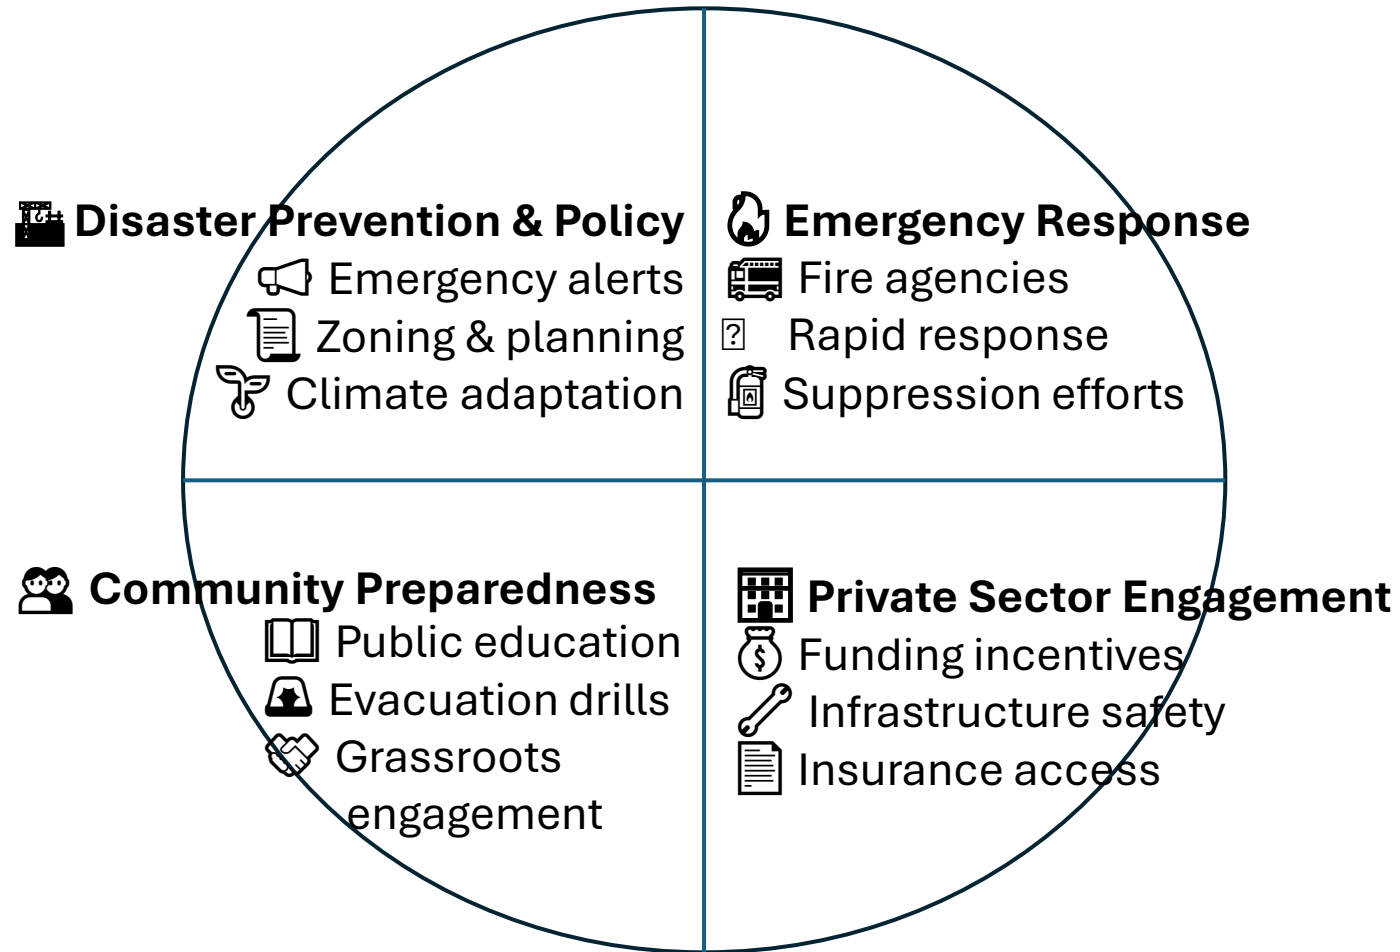 Disaster Prevention & Policy
Emergency alerts
Zoning & planning
Climate adaptation
Emergency Response
Fire agencies
Rapid response
Suppression efforts
Community Preparedness
Public education
Evacuation drills
Grassroots
engagement
Private Sector Engagement
Funding incentives
Infrastructure safety
Insurance access